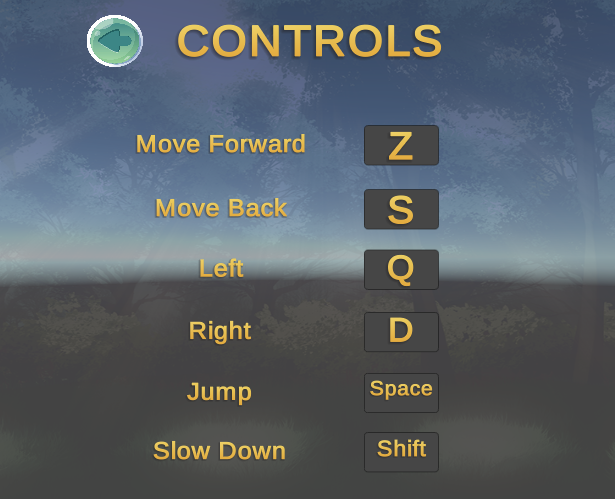 CONTROLS
Move Forward Z
Move Back S
Left Q
Right D
Jump Space
Slow Down Shift